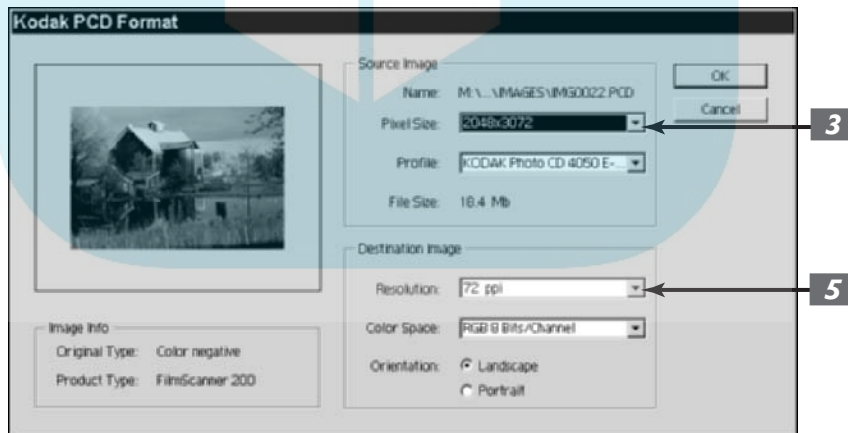 Kodak PCD Format
Source Image
Name: M:\...\IMAGES\IMG0022.PCD
Pixel Size: 2048x3072
Profile: KODAK Photo CD 4050 E-...
File Size: 18.4 Mb
OK
Cancel
3
Destination Image
Resolution: 72 ppi
Color Space: RGB 8 Bits/Channel
Orientation: Landscape
Portrait
5
Image Info
Original Type: Color negative
Product Type: FilmScanner 200